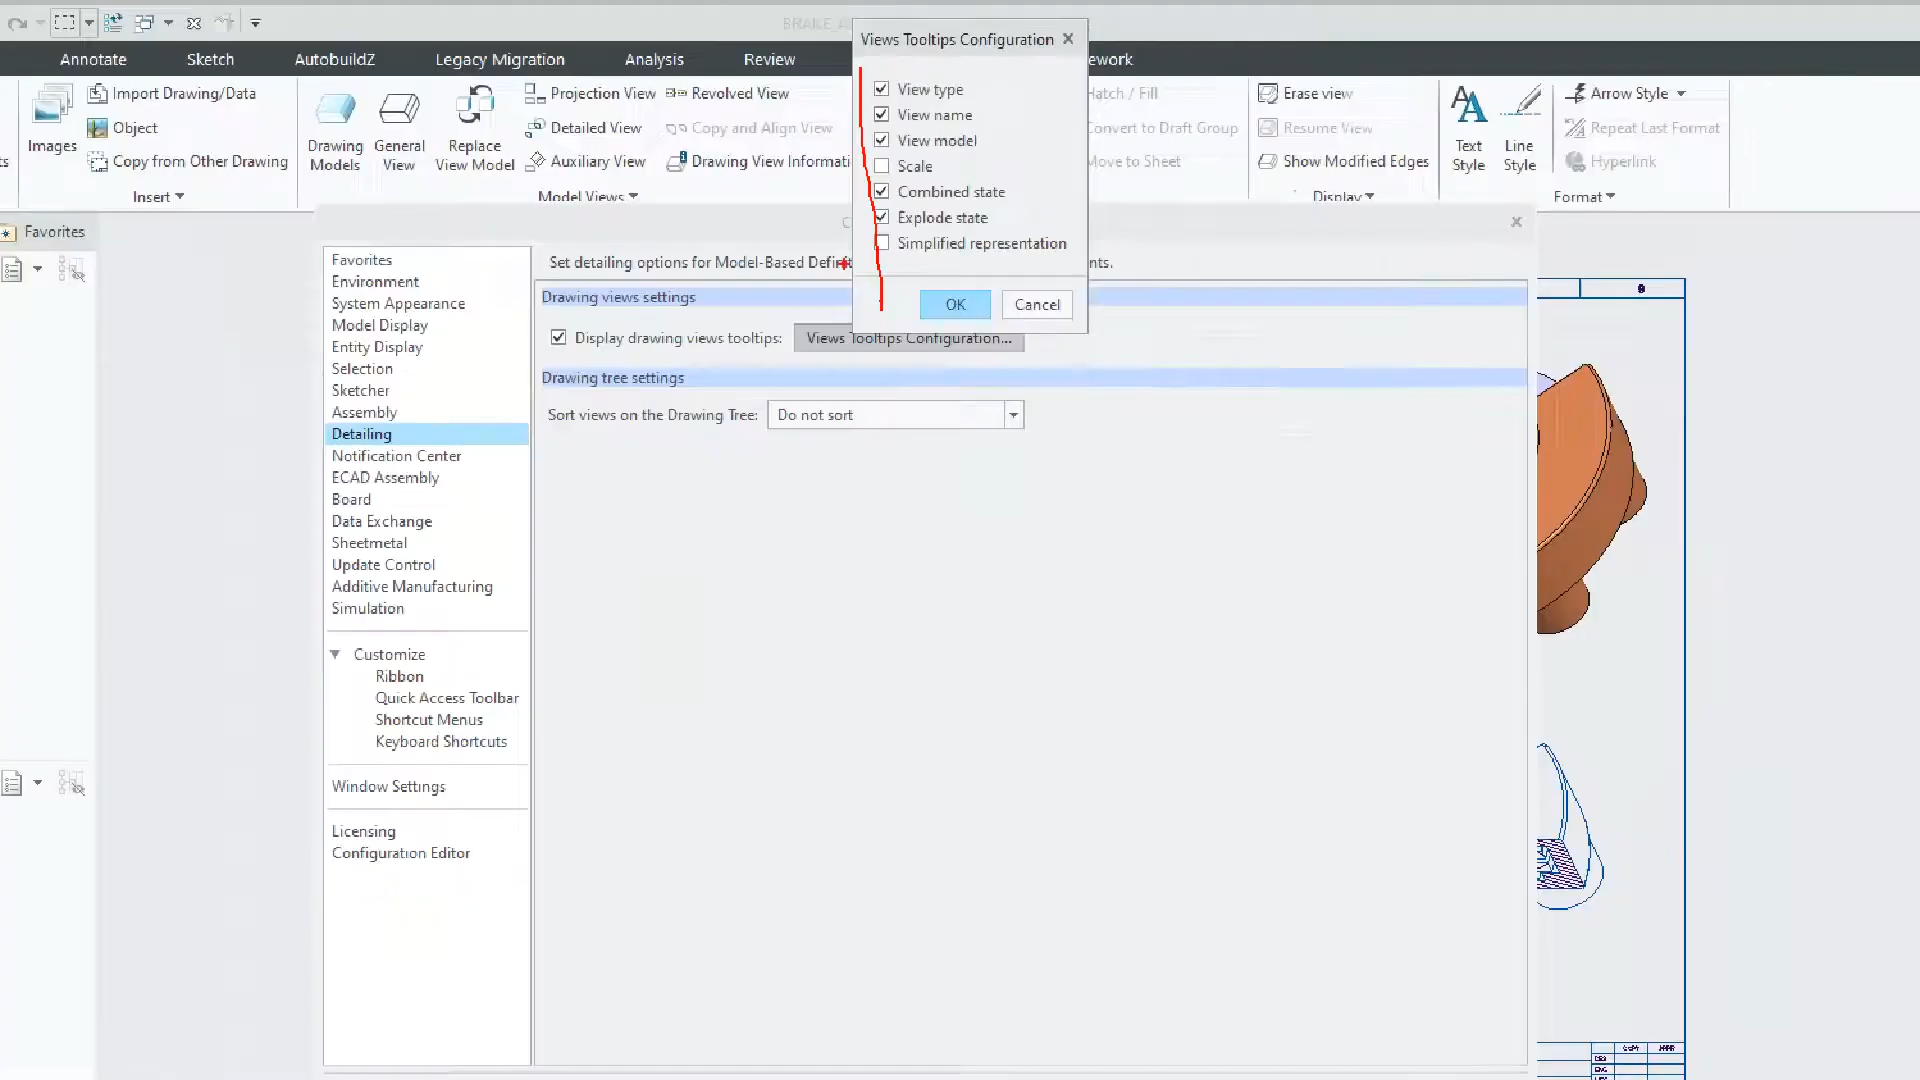 BRAKE_A
Views Tooltips Configuration
Annotate
Sketch
AutobuildZ
Legacy Migration
Analysis
Review
ework
Images
Import Drawing/Data
Object
Copy from Other Drawing
Insert
Drawing Models
General View
Replace View Model
Projection View
Detailed View
Auxiliary View
Revolved View
Copy and Align View
Drawing View Informati
Model Views
Hatch / Fill
Convert to Draft Group
Move to Sheet
Erase view
Resume View
Show Modified Edges
Display
Text Style
Line Style
Arrow Style
Repeat Last Format
Hyperlink
Format
View type
View name
View model
Scale
Combined state
Explode state
Simplified representation
OK
Cancel
Favorites
Favorites
Environment
System Appearance
Model Display
Entity Display
Selection
Sketcher
Assembly
Detailing
Notification Center
ECAD Assembly
Board
Data Exchange
Sheetmetal
Update Control
Additive Manufacturing
Simulation
Customize
Ribbon
Quick Access Toolbar
Shortcut Menus
Keyboard Shortcuts
Window Settings
Licensing
Configuration Editor
Set detailing options for Model-Based Defin
nts.
Drawing views settings
Display drawing views tooltips:
Views Tooltips Configuration...
Drawing tree settings
Sort views on the Drawing Tree:
Do not sort